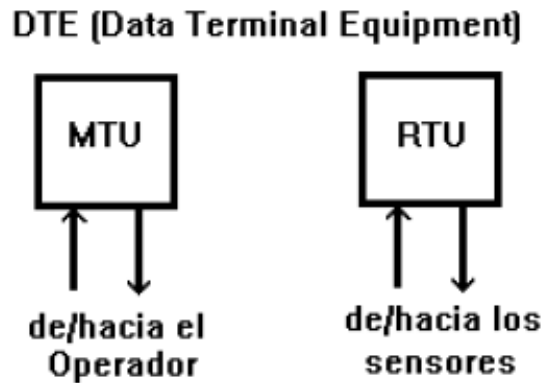 DTE (Data Terminal Equipment)
MTU
RTU
de/hacia el
Operador
de/hacia los
sensores